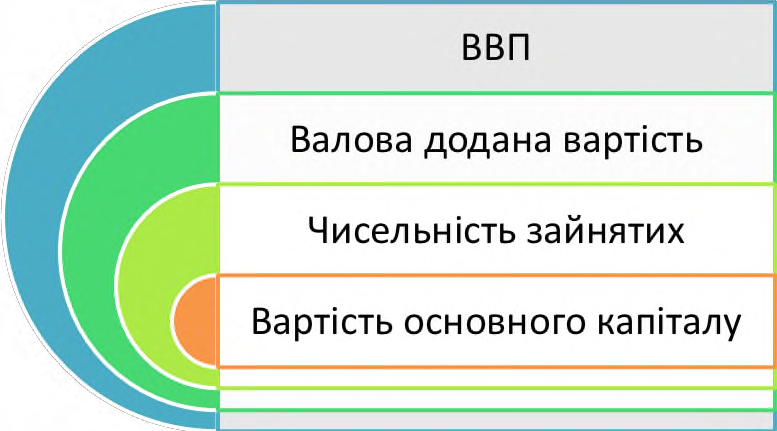 ВВП
Валова додана вартість
Чисельність зайнятих
Вартість основного капіталу